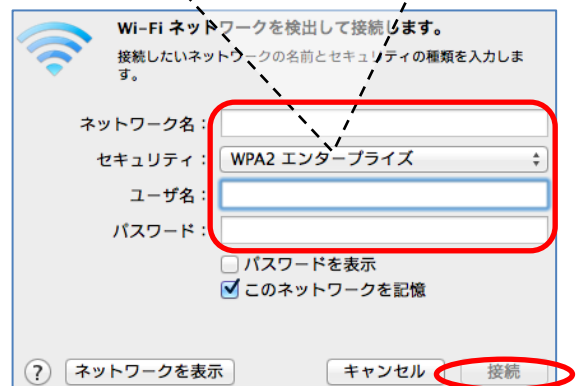 Wi-Fi ネットワークを検出して接続します。
接続したいネットワークの名前とセキュリティの種類を入力しま
す。
ネットワーク名：
セキュリティ： WPA2 エンタープライズ
ユーザ名：
パスワード：
パスワードを表示
このネットワークを記憶
? ネットワークを表示 キャンセル 接続